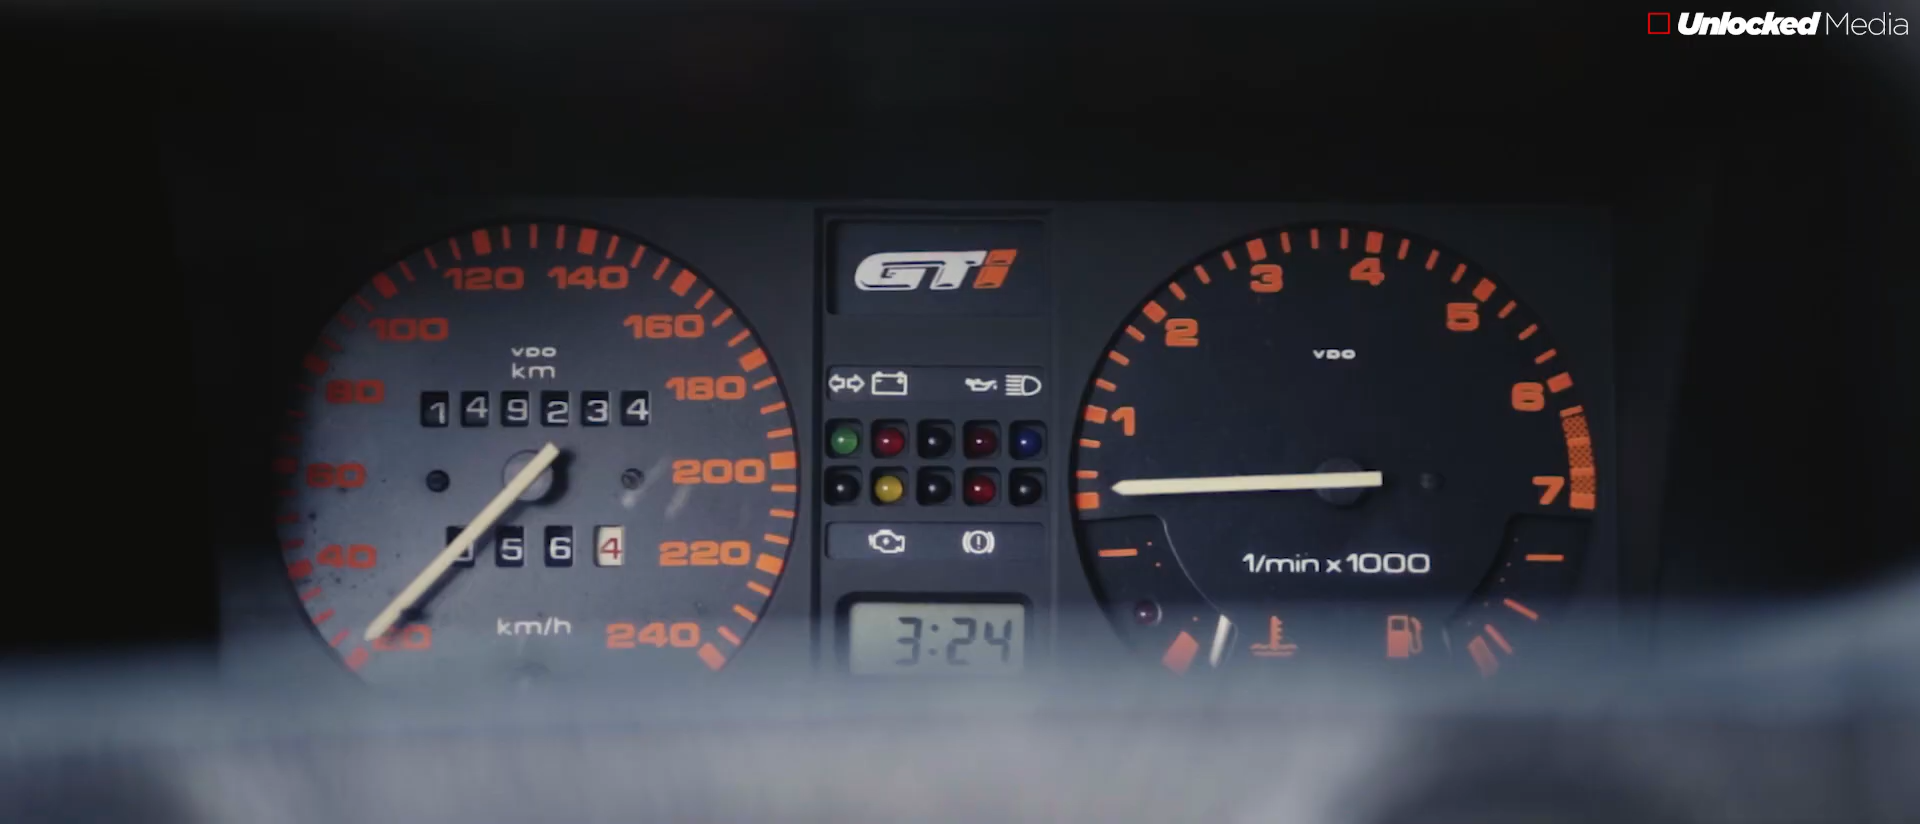 Unlocked Media
120 140
100 160
80 180
60 200
40 220
20 240
VDO
km
149234
564
km/h
GTi
3:24
1 2 3 4 5 6 7
VDO
1/min x 1000